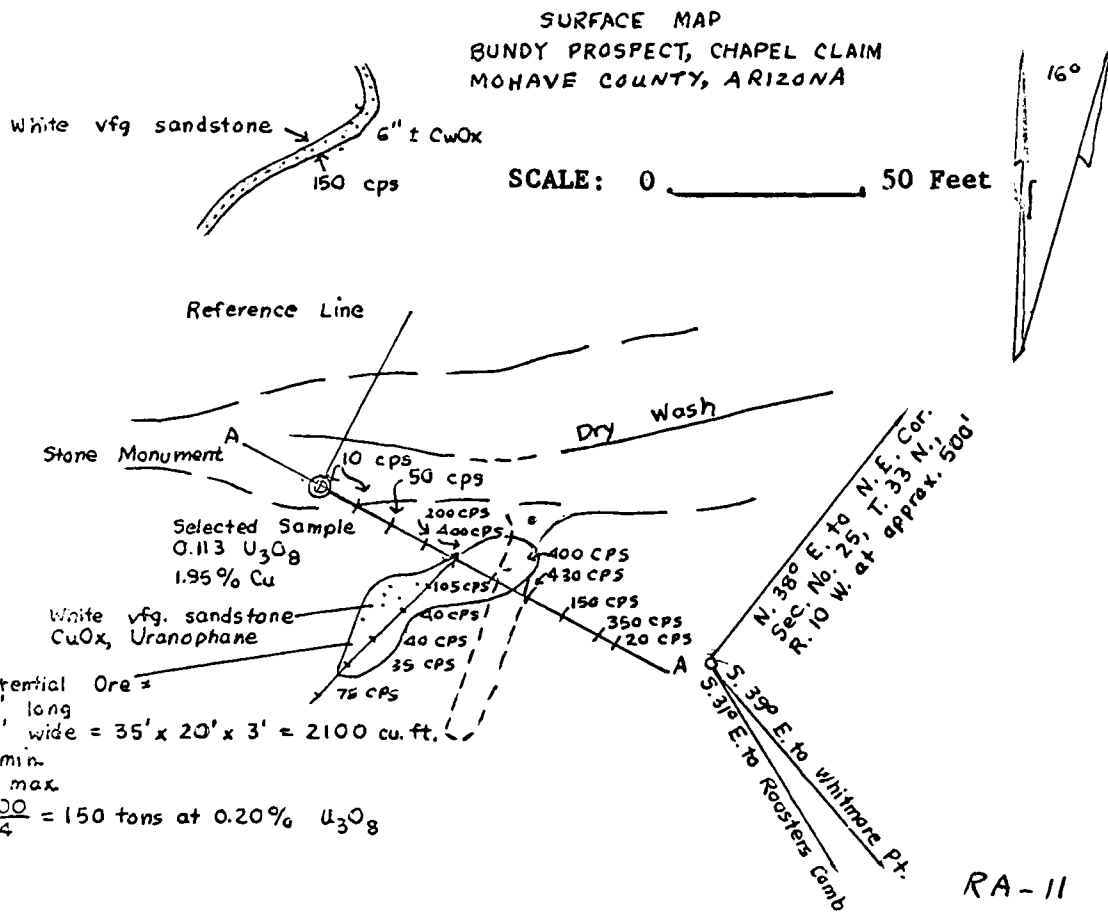 SURFACE MAP
BUNDY PROSPECT, CHAPEL CLAIM
MOHAVE COUNTY, ARIZONA
16°
White vfg sandstone
6" ± CuOx
150 cps
SCALE: 0 50 Feet
Reference Line
Dry Wash
A
Stone Monument
10 cps
50 cps
200 CPS
400 CPS
Selected Sample
0.113 U3O8
1.95% Cu
400 CPS
430 CPS
105 CPS
150 CPS
White vfg. sandstone
CuOx, Uranophane
40 CPS
350 CPS
20 CPS
40 CPS
35 CPS
75 CPS
A
N. 38° E. to N. E. Cor.
Sec. No. 25, T. 33 N.,
R. 10 W. at approx. 500'
S. 39° E. to Whitmore Pt.
S. 31° E. to Roosters Comb
Ore =
long
wide = 35' x 20' x 3' = 2100 cu. ft.
min.
max.
= 150 tons at 0.20% U3O8
RA-11